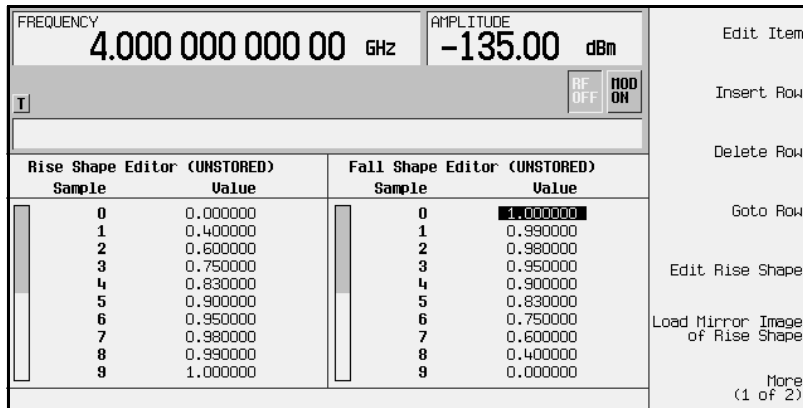 FREQUENCY
4.000 000 000 00 GHz
AMPLITUDE
-135.00 dBm
RF OFF
MOD ON
T
Rise Shape Editor (UNSTORED)
Sample Value
0 0.000000
1 0.400000
2 0.600000
3 0.750000
4 0.830000
5 0.900000
6 0.950000
7 0.980000
8 0.990000
9 1.000000
Fall Shape Editor (UNSTORED)
Sample Value
0 1.000000
1 0.990000
2 0.980000
3 0.950000
4 0.900000
5 0.830000
6 0.750000
7 0.600000
8 0.400000
9 0.000000
Edit Item
Insert Row
Delete Row
Goto Row
Edit Rise Shape
Load Mirror Image
of Rise Shape
More
(1 of 2)